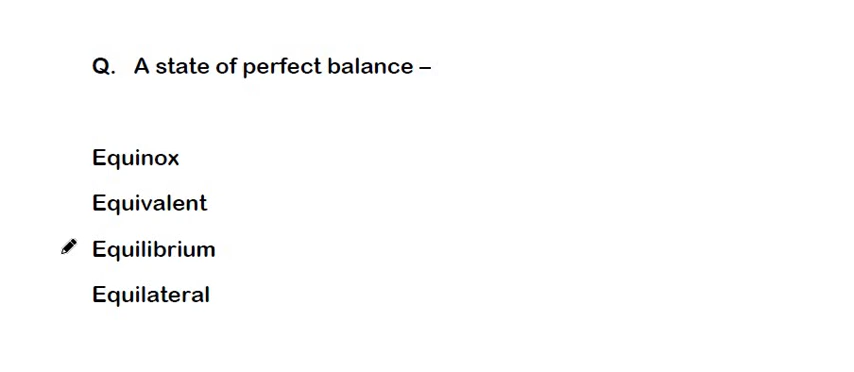 Q. A state of perfect balance –
Equinox
Equivalent
Equilibrium
Equilateral